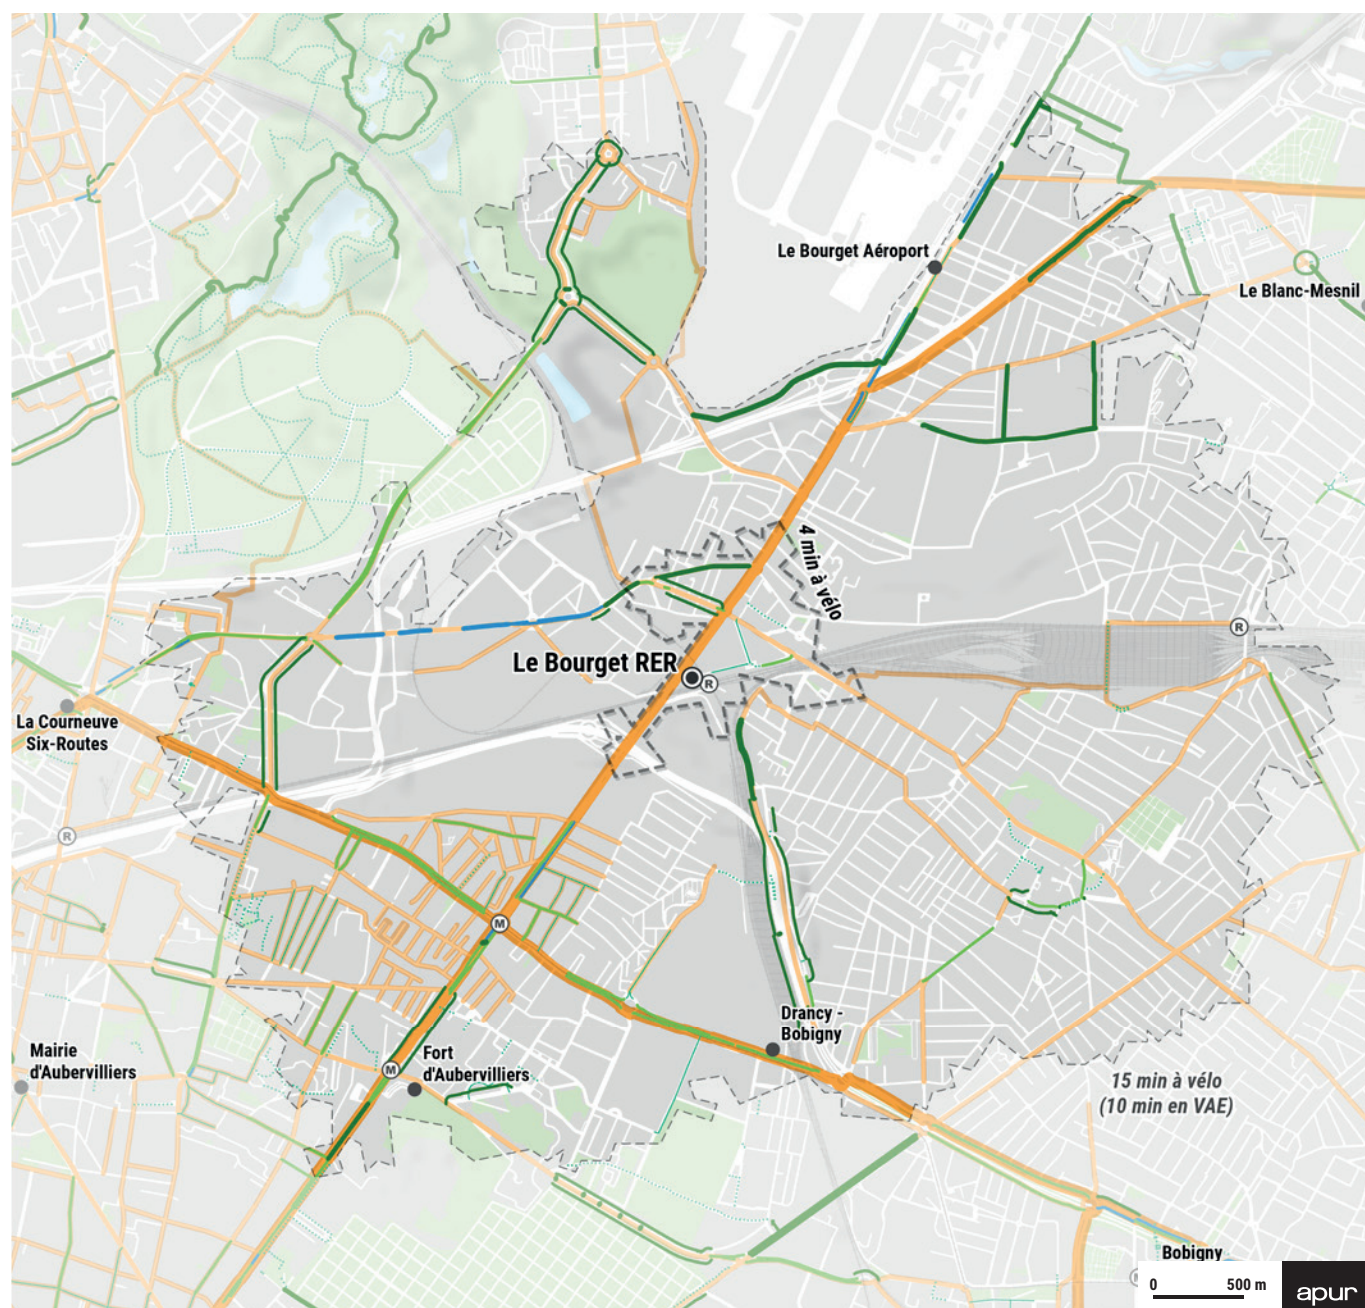 Le Bourget Aéroport
Le Blanc-Mesnil
4 min à vélo
R
Le Bourget RER
R
La Courneuve
Six-Routes
R
M
Drancy -
Bobigny
Mairie
d'Aubervilliers
Fort
d'Aubervilliers
M
15 min à vélo
(10 min en VAE)
Bobigny
0 500 m
apur